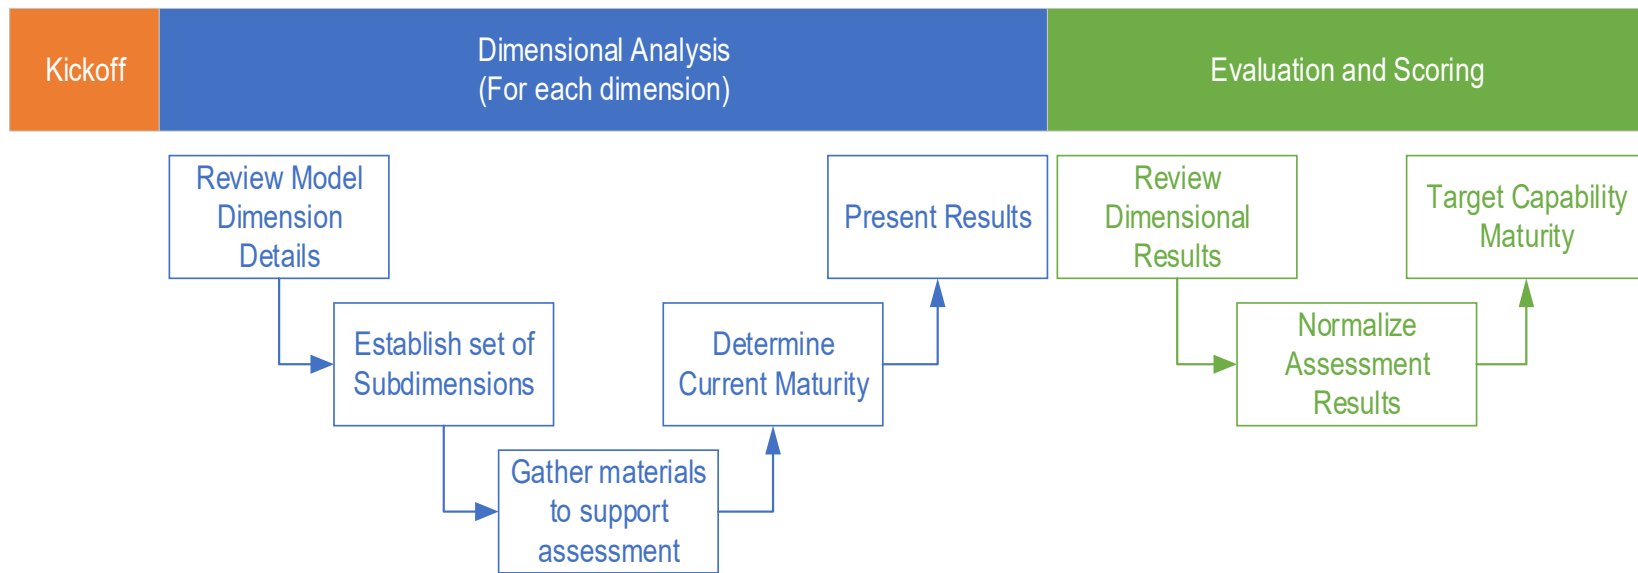 Kickoff
Dimensional Analysis
(For each dimension)
Evaluation and Scoring
Review Model
Dimension
Details
Establish set of
Subdimensions
Gather materials
to support
assessment
Determine
Current Maturity
Present Results
Review
Dimensional
Results
Normalize
Assessment
Results
Target Capability
Maturity